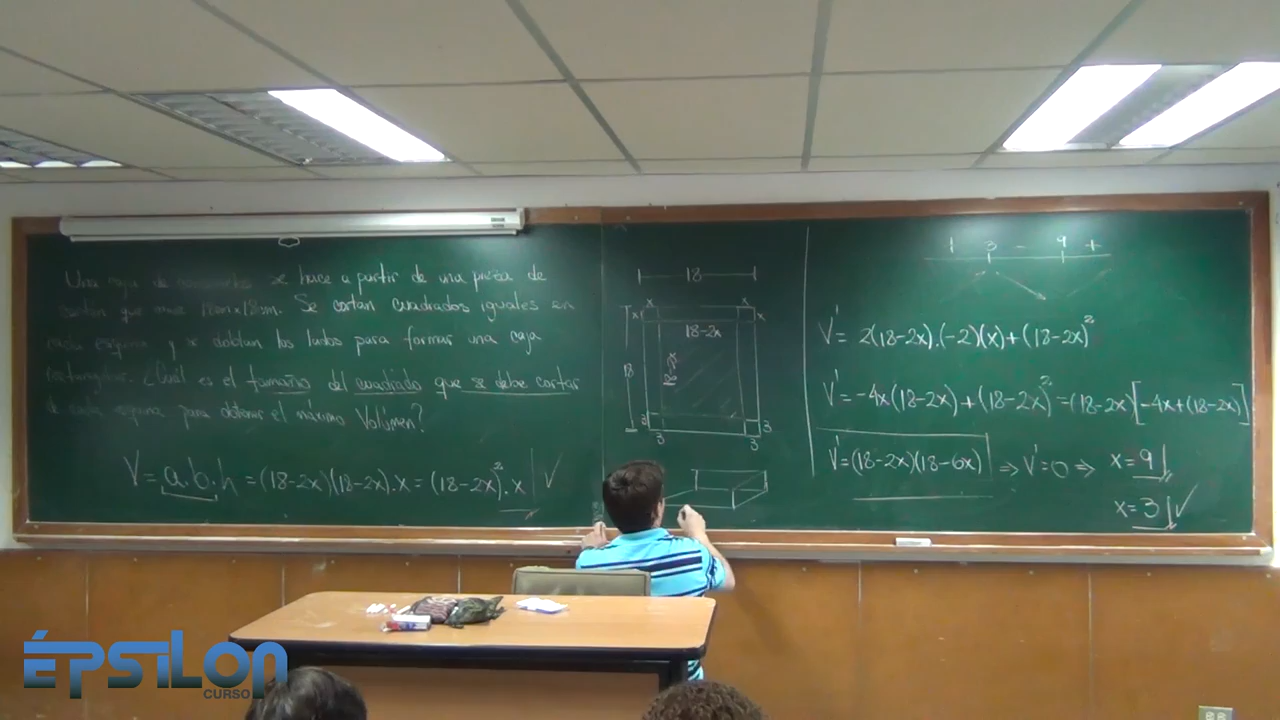 Una caja de se hace a partir de una pieza de
cartón que mide 18cm x 18cm. Se cortan cuadrados iguales en
cada esquina y se doblan los lados para formar una caja
rectangular. ¿Cuál es el tamaño del cuadrado que se debe cortar
de cada esquina para obtener el máximo Volúmen?
V = a.b.h = (18-2x)(18-2x).x = (18-2x)².x ✓
18
x x
x x
18-2x
18
x
3 3
3 3
1 3 - 9 +
V' = 2(18-2x).(-2)(x)+(18-2x)²
V' = -4x(18-2x)+(18-2x)² = (18-2x)[-4x+(18-2x)]
V' = (18-2x)(18-6x) ⇒ V'=0 ⇒ x=9
x=3 ✓
ÉPSILON
CURSO